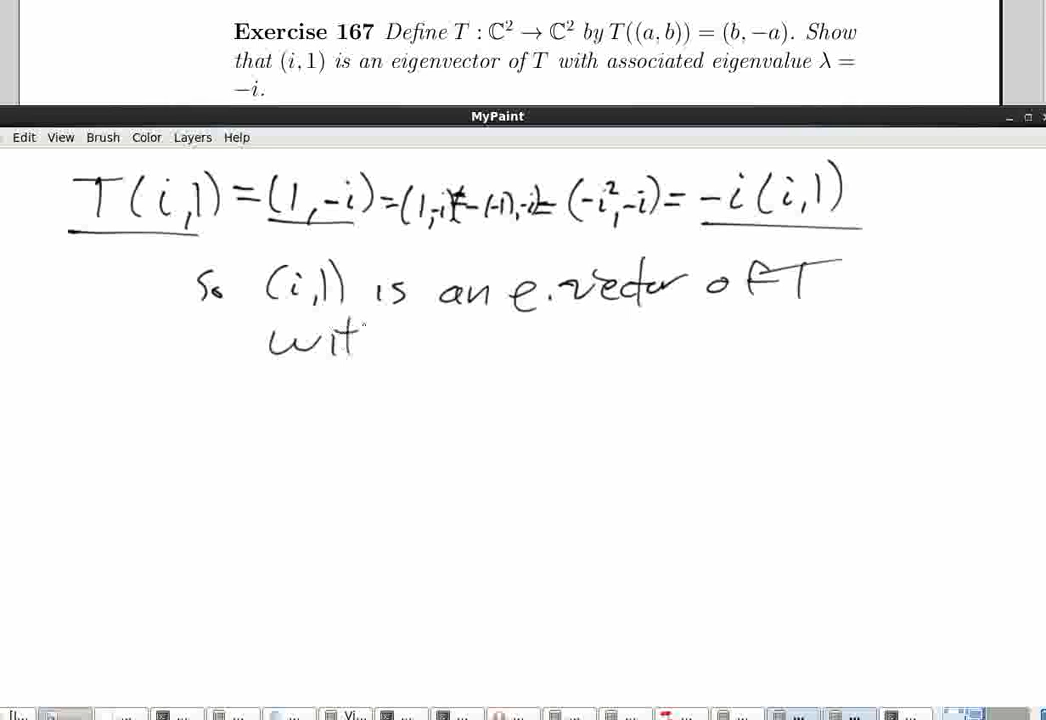 Exercise 167 Define T : ℂ² → ℂ² by T((a, b)) = (b, −a). Show
that (i, 1) is an eigenvector of T with associated eigenvalue λ =
−i.
MyPaint
Edit View Brush Color Layers Help
T(i,1) = (1,-i) = (-i²,-i) = -i(i,1)
So (i,1) is an e.vector of T
wit
Vi...